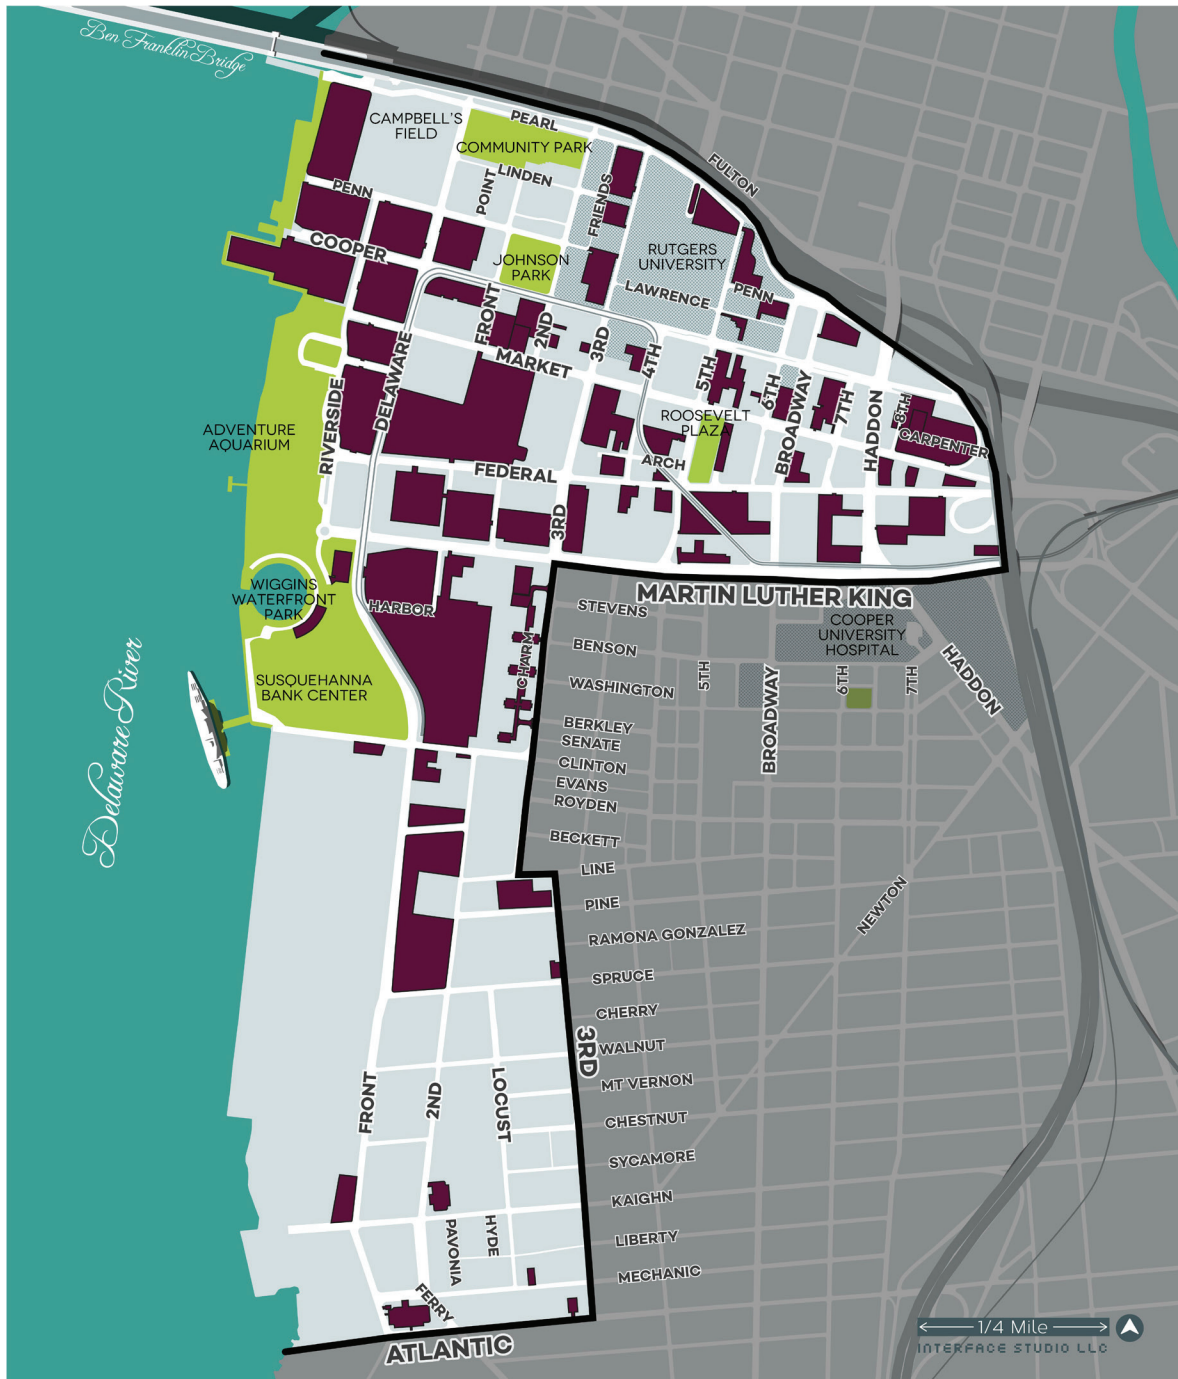 Ben Franklin Bridge
CAMPBELL'S
FIELD
PEARL
COMMUNITY PARK
LINDEN
FULTON
PENN
POINT
FRIENDS
COOPER
JOHNSON
PARK
RUTGERS
UNIVERSITY
LAWRENCE
PENN
FRONT
2ND
3RD
4TH
MARKET
DELAWARE
RIVERSIDE
5TH
6TH
BROADWAY
7TH
HADDON
8TH
CARPENTER
ROOSEVELT
PLAZA
ADVENTURE
AQUARIUM
ARCH
FEDERAL
3RD
WIGGINS
WATERFRONT
PARK
HARBOR
MARTIN LUTHER KING
STEVENS
COOPER
UNIVERSITY
HOSPITAL
BENSON
CHARM
HADDON
SUSQUEHANNA
BANK CENTER
WASHINGTON
5TH
6TH
7TH
BROADWAY
BERKLEY
SENATE
CLINTON
EVANS
ROYDEN
Delaware River
BECKETT
LINE
PINE
NEWTON
RAMONA GONZALEZ
SPRUCE
CHERRY
3RD
WALNUT
MT VERNON
FRONT
2ND
LOCUST
CHESTNUT
SYCAMORE
KAIGHN
LIBERTY
PAVONIA
HYDE
MECHANIC
FERRY
ATLANTIC
1/4 Mile
INTERFACE STUDIO LLC